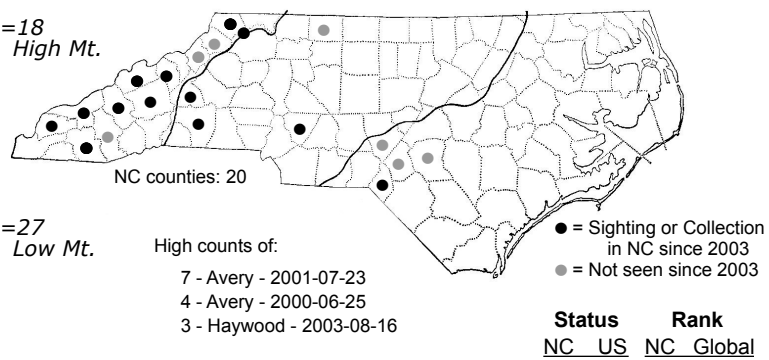 =18
High Mt.
NC counties: 20
=27
Low Mt.
High counts of:
7 - Avery - 2001-07-23
4 - Avery - 2000-06-25
3 - Haywood - 2003-08-16
● = Sighting or Collection
in NC since 2003
● = Not seen since 2003
Status Rank
NC US NC Global